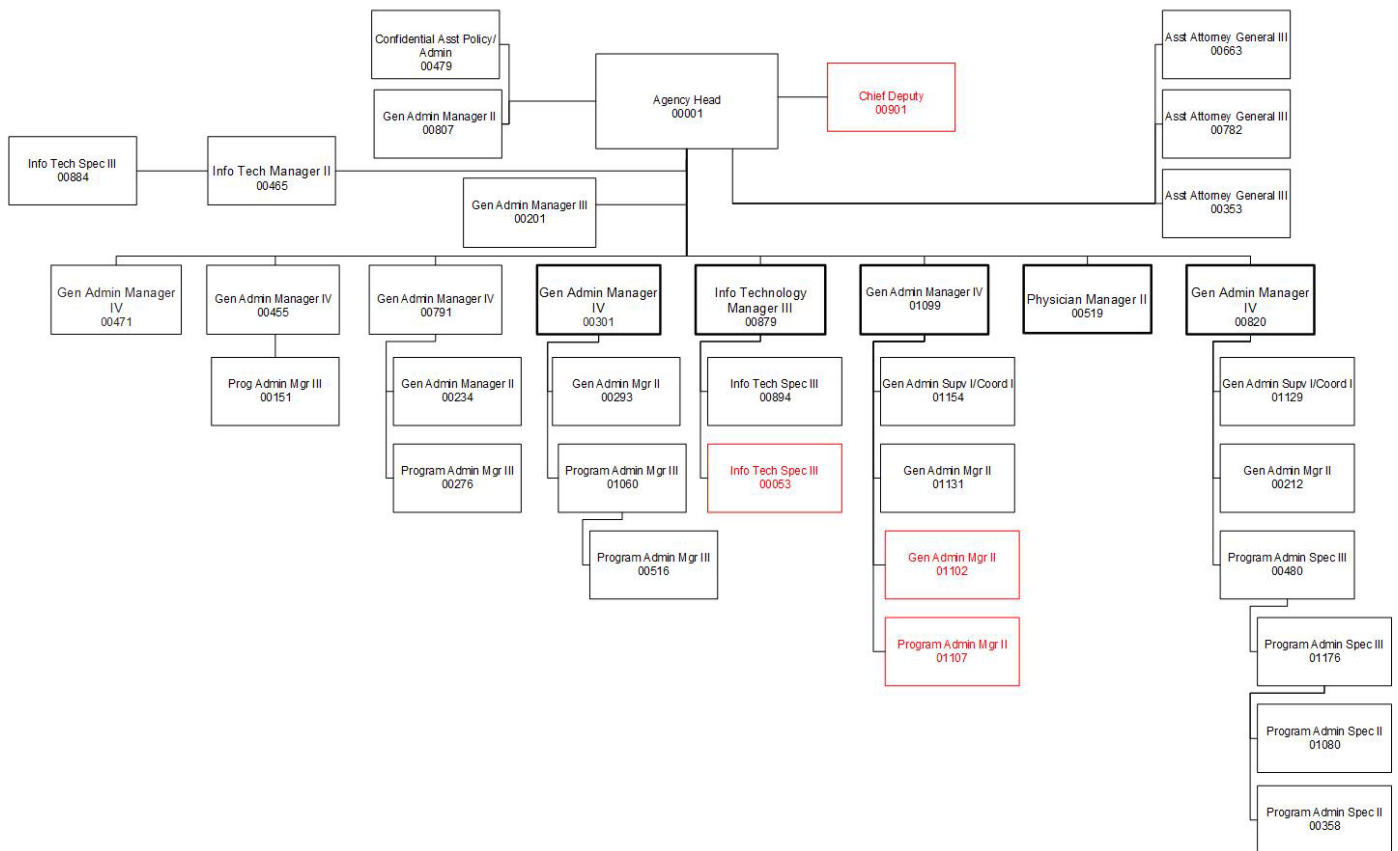 Confidential Asst Policy/
Admin
00479
Asst Attorney General III
00663
Agency Head
00001
Chief Deputy
00901
Gen Admin Manager II
00807
Asst Attorney General III
00782
Info Tech Spec III
00884
Info Tech Manager II
00465
Gen Admin Manager III
00201
Asst Attorney General III
00353
Gen Admin Manager
IV
00471
Gen Admin Manager IV
00455
Gen Admin Manager IV
00791
Gen Admin Manager
IV
00301
Info Technology
Manager III
00879
Gen Admin Manager IV
01099
Physician Manager II
00519
Gen Admin Manager
IV
00820
Prog Admin Mgr III
00151
Gen Admin Manager II
00234
Gen Admin Mgr II
00293
Info Tech Spec III
00894
Gen Admin Supv I/Coord I
01154
Gen Admin Supv I/Coord I
01129
Program Admin Mgr III
00276
Program Admin Mgr III
01060
Info Tech Spec III
00053
Gen Admin Mgr II
01131
Gen Admin Mgr II
00212
Program Admin Mgr III
00516
Gen Admin Mgr II
01102
Program Admin Spec III
00480
Program Admin Mgr II
01107
Program Admin Spec III
01176
Program Admin Spec II
01080
Program Admin Spec II
00358